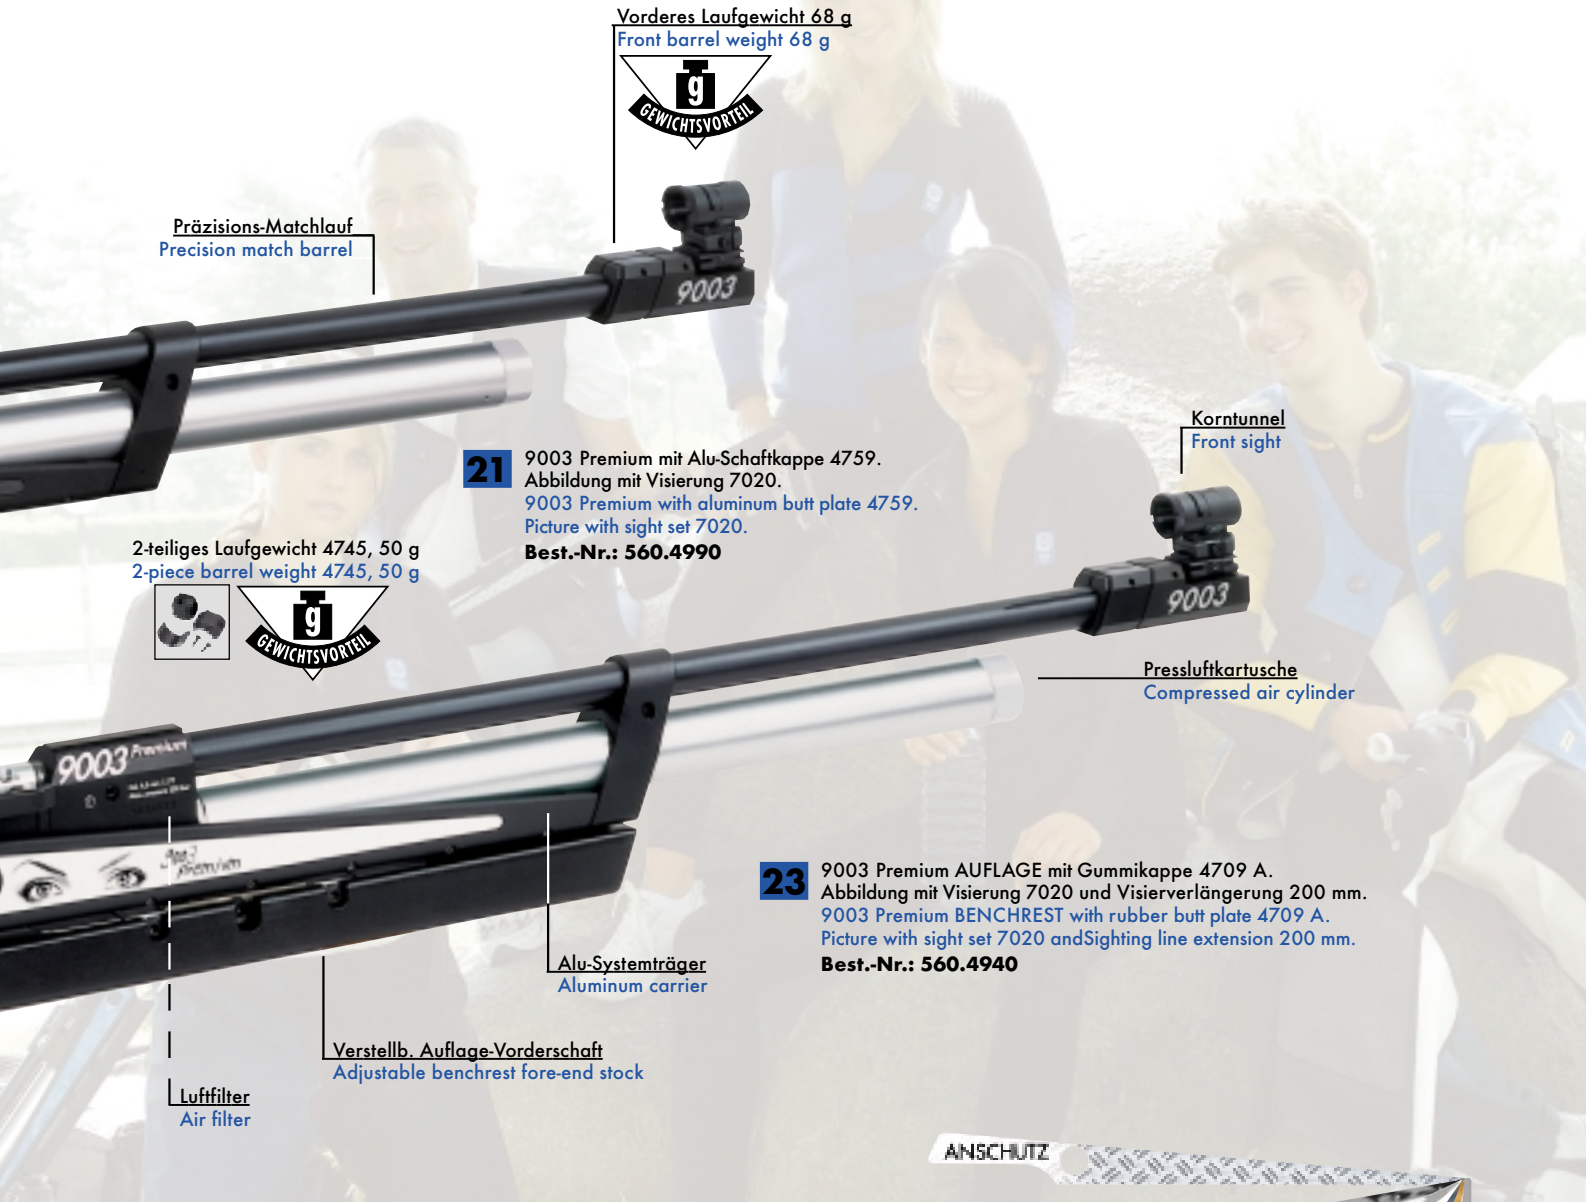 Vorderes Laufgewicht 68 g
Front barrel weight 68 g
g
GEWICHTSVORTEIL
Präzisions-Matchlauf
Precision match barrel
9003
Korntunnel
Front sight
21
9003 Premium mit Alu-Schaftkappe 4759.
Abbildung mit Visierung 7020.
9003 Premium with aluminum butt plate 4759.
Picture with sight set 7020.
Best.-Nr.: 560.4990
2-teiliges Laufgewicht 4745, 50 g
2-piece barrel weight 4745, 50 g
g
GEWICHTSVORTEIL
9003
Pressluftkartusche
Compressed air cylinder
9003 Premium
9003
Premium
23
9003 Premium AUFLAGE mit Gummikappe 4709 A.
Abbildung mit Visierung 7020 und Visierverlängerung 200 mm.
9003 Premium BENCHREST with rubber butt plate 4709 A.
Picture with sight set 7020 andSighting line extension 200 mm.
Best.-Nr.: 560.4940
Alu-Systemträger
Aluminum carrier
Verstellb. Auflage-Vorderschaft
Adjustable benchrest fore-end stock
Luftfilter
Air filter
ANSCHUTZ